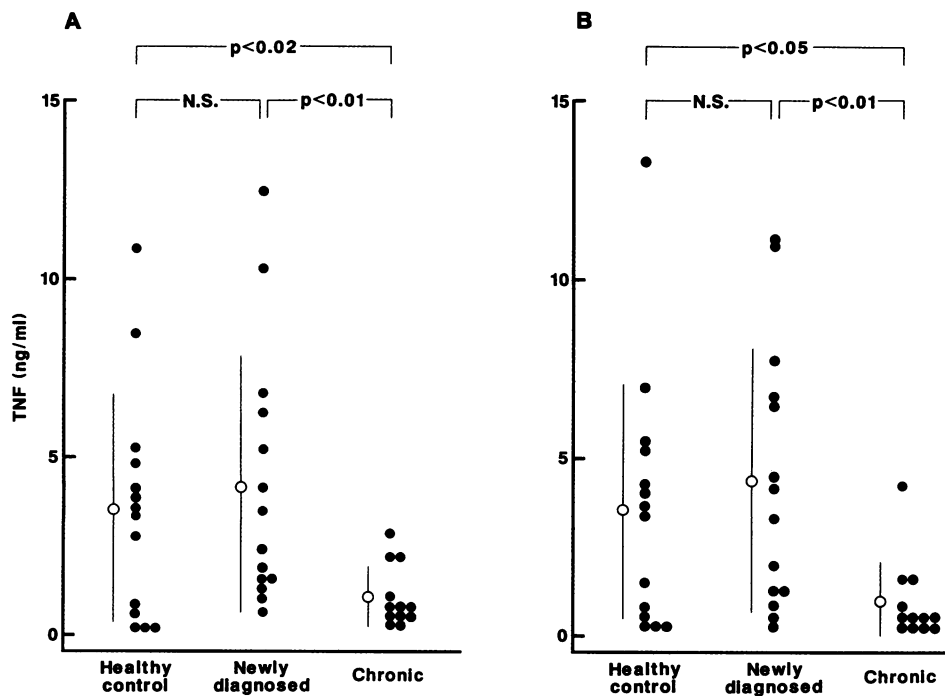 A
B
p<0.02
p<0.05
15
N.S.
p<0.01
15
N.S.
p<0.01
10
10
TNF (ng/ml)
5
5
0
0
Healthy
control
Newly
diagnosed
Chronic
Healthy
control
Newly
diagnosed
Chronic